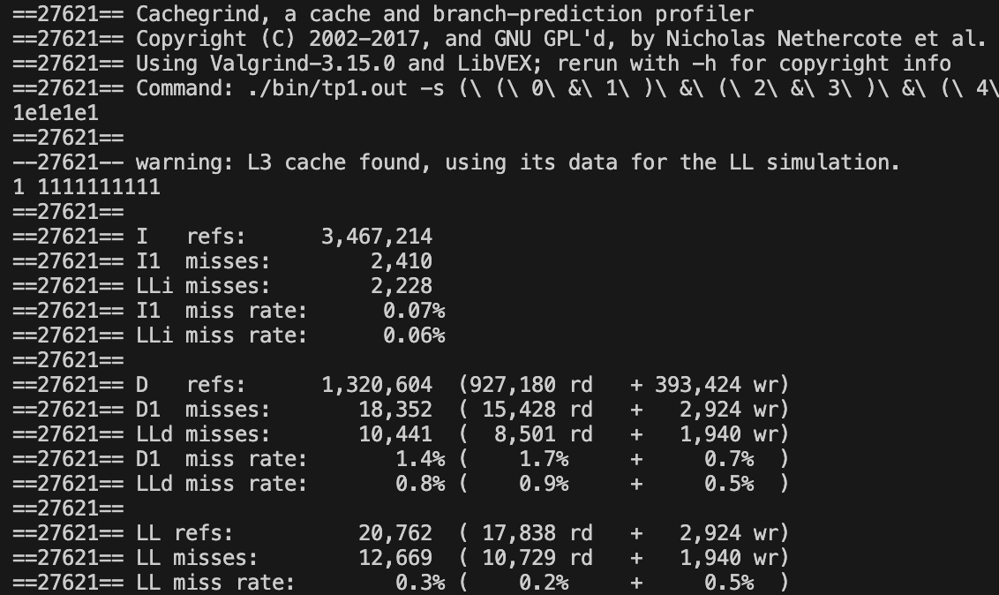 ==27621== Cachegrind, a cache and branch-prediction profiler
==27621== Copyright (C) 2002-2017, and GNU GPL'd, by Nicholas Nethercote et al.
==27621== Using Valgrind-3.15.0 and LibVEX; rerun with -h for copyright info
==27621== Command: ./bin/tp1.out -s (\ (\ 0\ &\ 1\ )\ &\ (\ 2\ &\ 3\ )\ &\ (\ 4\
1e1e1e1
==27621==
--27621-- warning: L3 cache found, using its data for the LL simulation.
1 1111111111
==27621==
==27621== I   refs:      3,467,214
==27621== I1  misses:        2,410
==27621== LLi misses:        2,228
==27621== I1  miss rate:      0.07%
==27621== LLi miss rate:      0.06%
==27621==
==27621== D   refs:      1,320,604  (927,180 rd   + 393,424 wr)
==27621== D1  misses:       18,352  ( 15,428 rd   +   2,924 wr)
==27621== LLd misses:       10,441  (  8,501 rd   +   1,940 wr)
==27621== D1  miss rate:       1.4% (    1.7%     +     0.7%  )
==27621== LLd miss rate:       0.8% (    0.9%     +     0.5%  )
==27621==
==27621== LL refs:          20,762  ( 17,838 rd   +   2,924 wr)
==27621== LL misses:        12,669  ( 10,729 rd   +   1,940 wr)
==27621== LL miss rate:        0.3% (    0.2%     +     0.5%  )